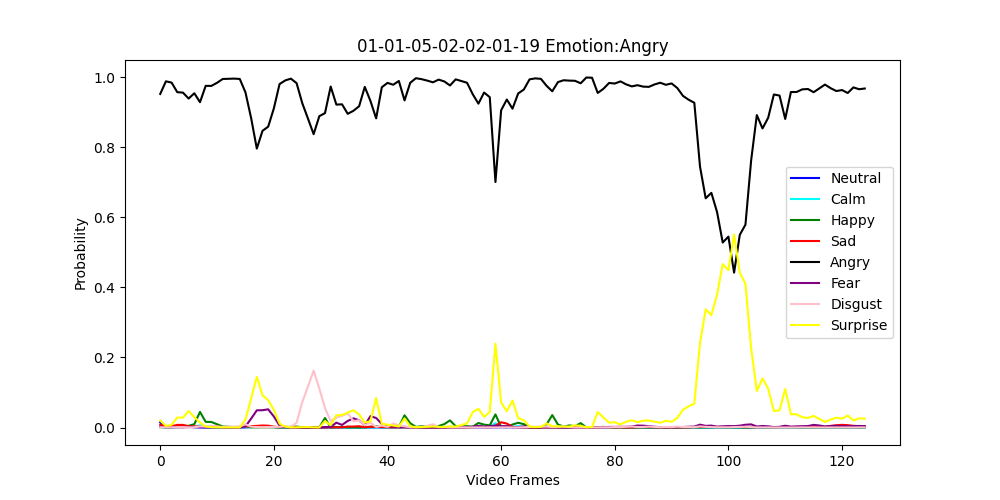 01-01-05-02-02-01-19 Emotion:Angry
1.0
0.8
0.6
0.4
0.2
0.0
Probability
Neutral
Calm
Happy
Sad
Angry
Fear
Disgust
Surprise
0 20 40 60 80 100 120
Video Frames